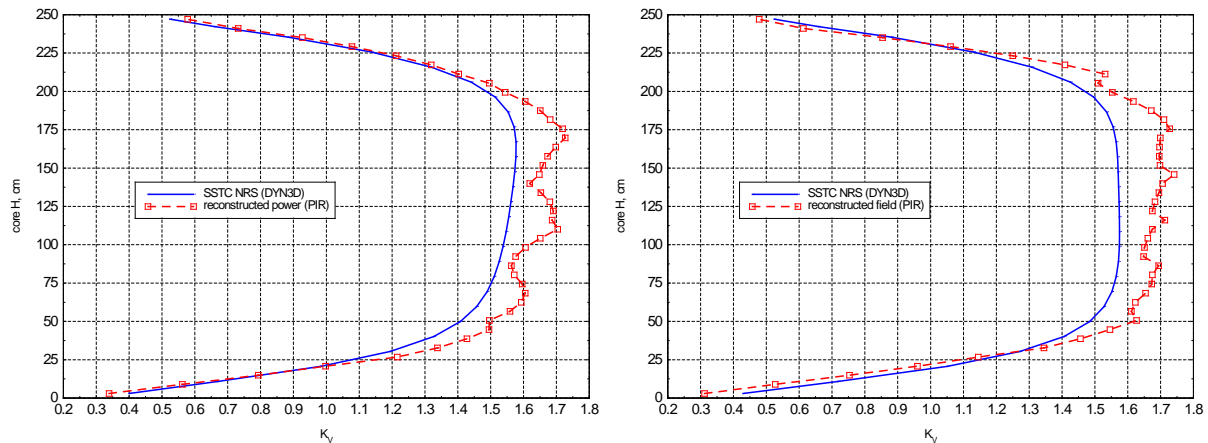 250
225
200
175
150
125
100
75
50
25
0
core H, cm
SSTC NRS (DYN3D)
reconstructed power (PIR)
0.2 0.3 0.4 0.5 0.6 0.7 0.8 0.9 1.0 1.1 1.2 1.3 1.4 1.5 1.6 1.7 1.8
Kv
250
225
200
175
150
125
100
75
50
25
0
core H, cm
SSTC NRS (DYN3D)
reconstructed field (PIR)
0.2 0.3 0.4 0.5 0.6 0.7 0.8 0.9 1.0 1.1 1.2 1.3 1.4 1.5 1.6 1.7 1.8
Kv